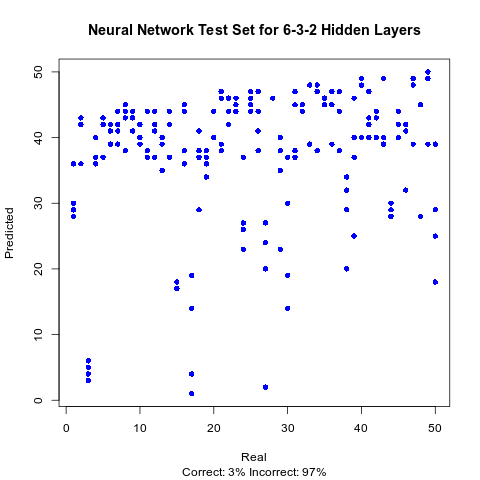 Neural Network Test Set for 6-3-2 Hidden Layers
Predicted
50
40
30
20
10
0
0 10 20 30 40 50
Real
Correct: 3% Incorrect: 97%